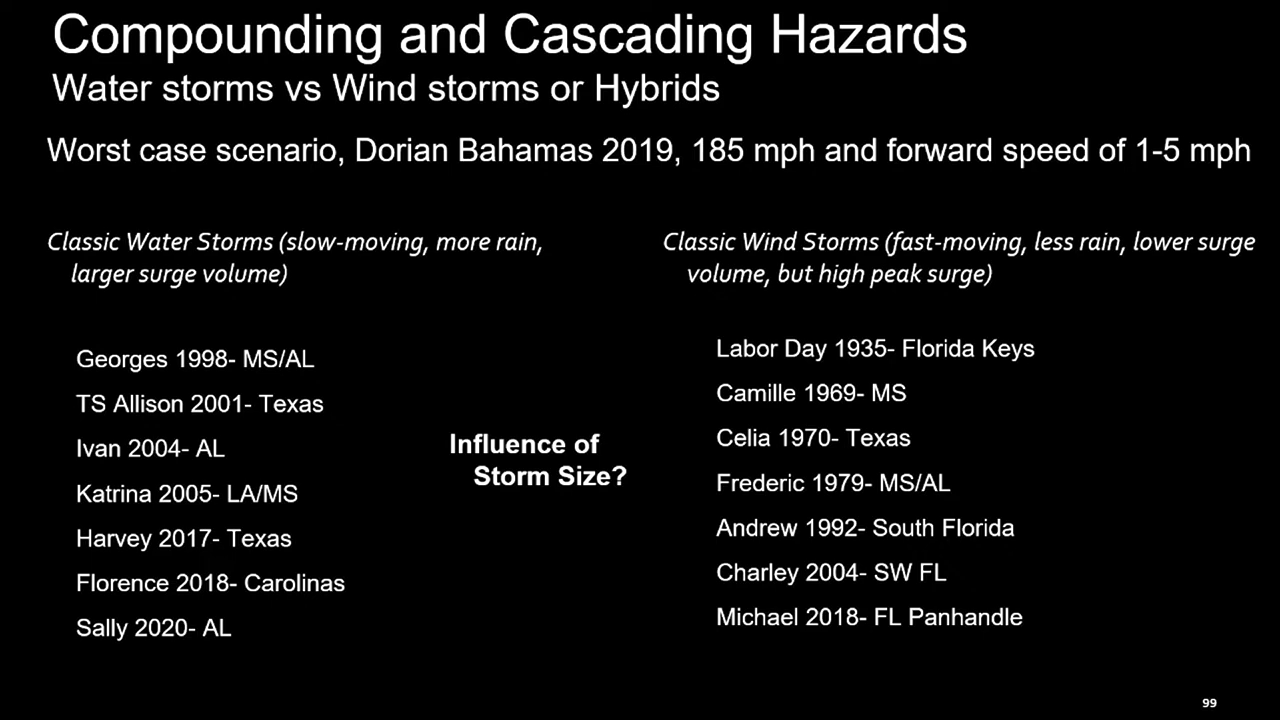 Compounding and Cascading Hazards
Water storms vs Wind storms or Hybrids
Worst case scenario, Dorian Bahamas 2019, 185 mph and forward speed of 1-5 mph
Classic Water Storms (slow-moving, more rain,
larger surge volume)
Georges 1998- MS/AL
TS Allison 2001- Texas
Ivan 2004- AL
Katrina 2005- LA/MS
Harvey 2017- Texas
Florence 2018- Carolinas
Sally 2020- AL
Influence of
Storm Size?
Classic Wind Storms (fast-moving, less rain, lower surge
volume, but high peak surge)
Labor Day 1935- Florida Keys
Camille 1969- MS
Celia 1970- Texas
Frederic 1979- MS/AL
Andrew 1992- South Florida
Charley 2004- SW FL
Michael 2018- FL Panhandle
99